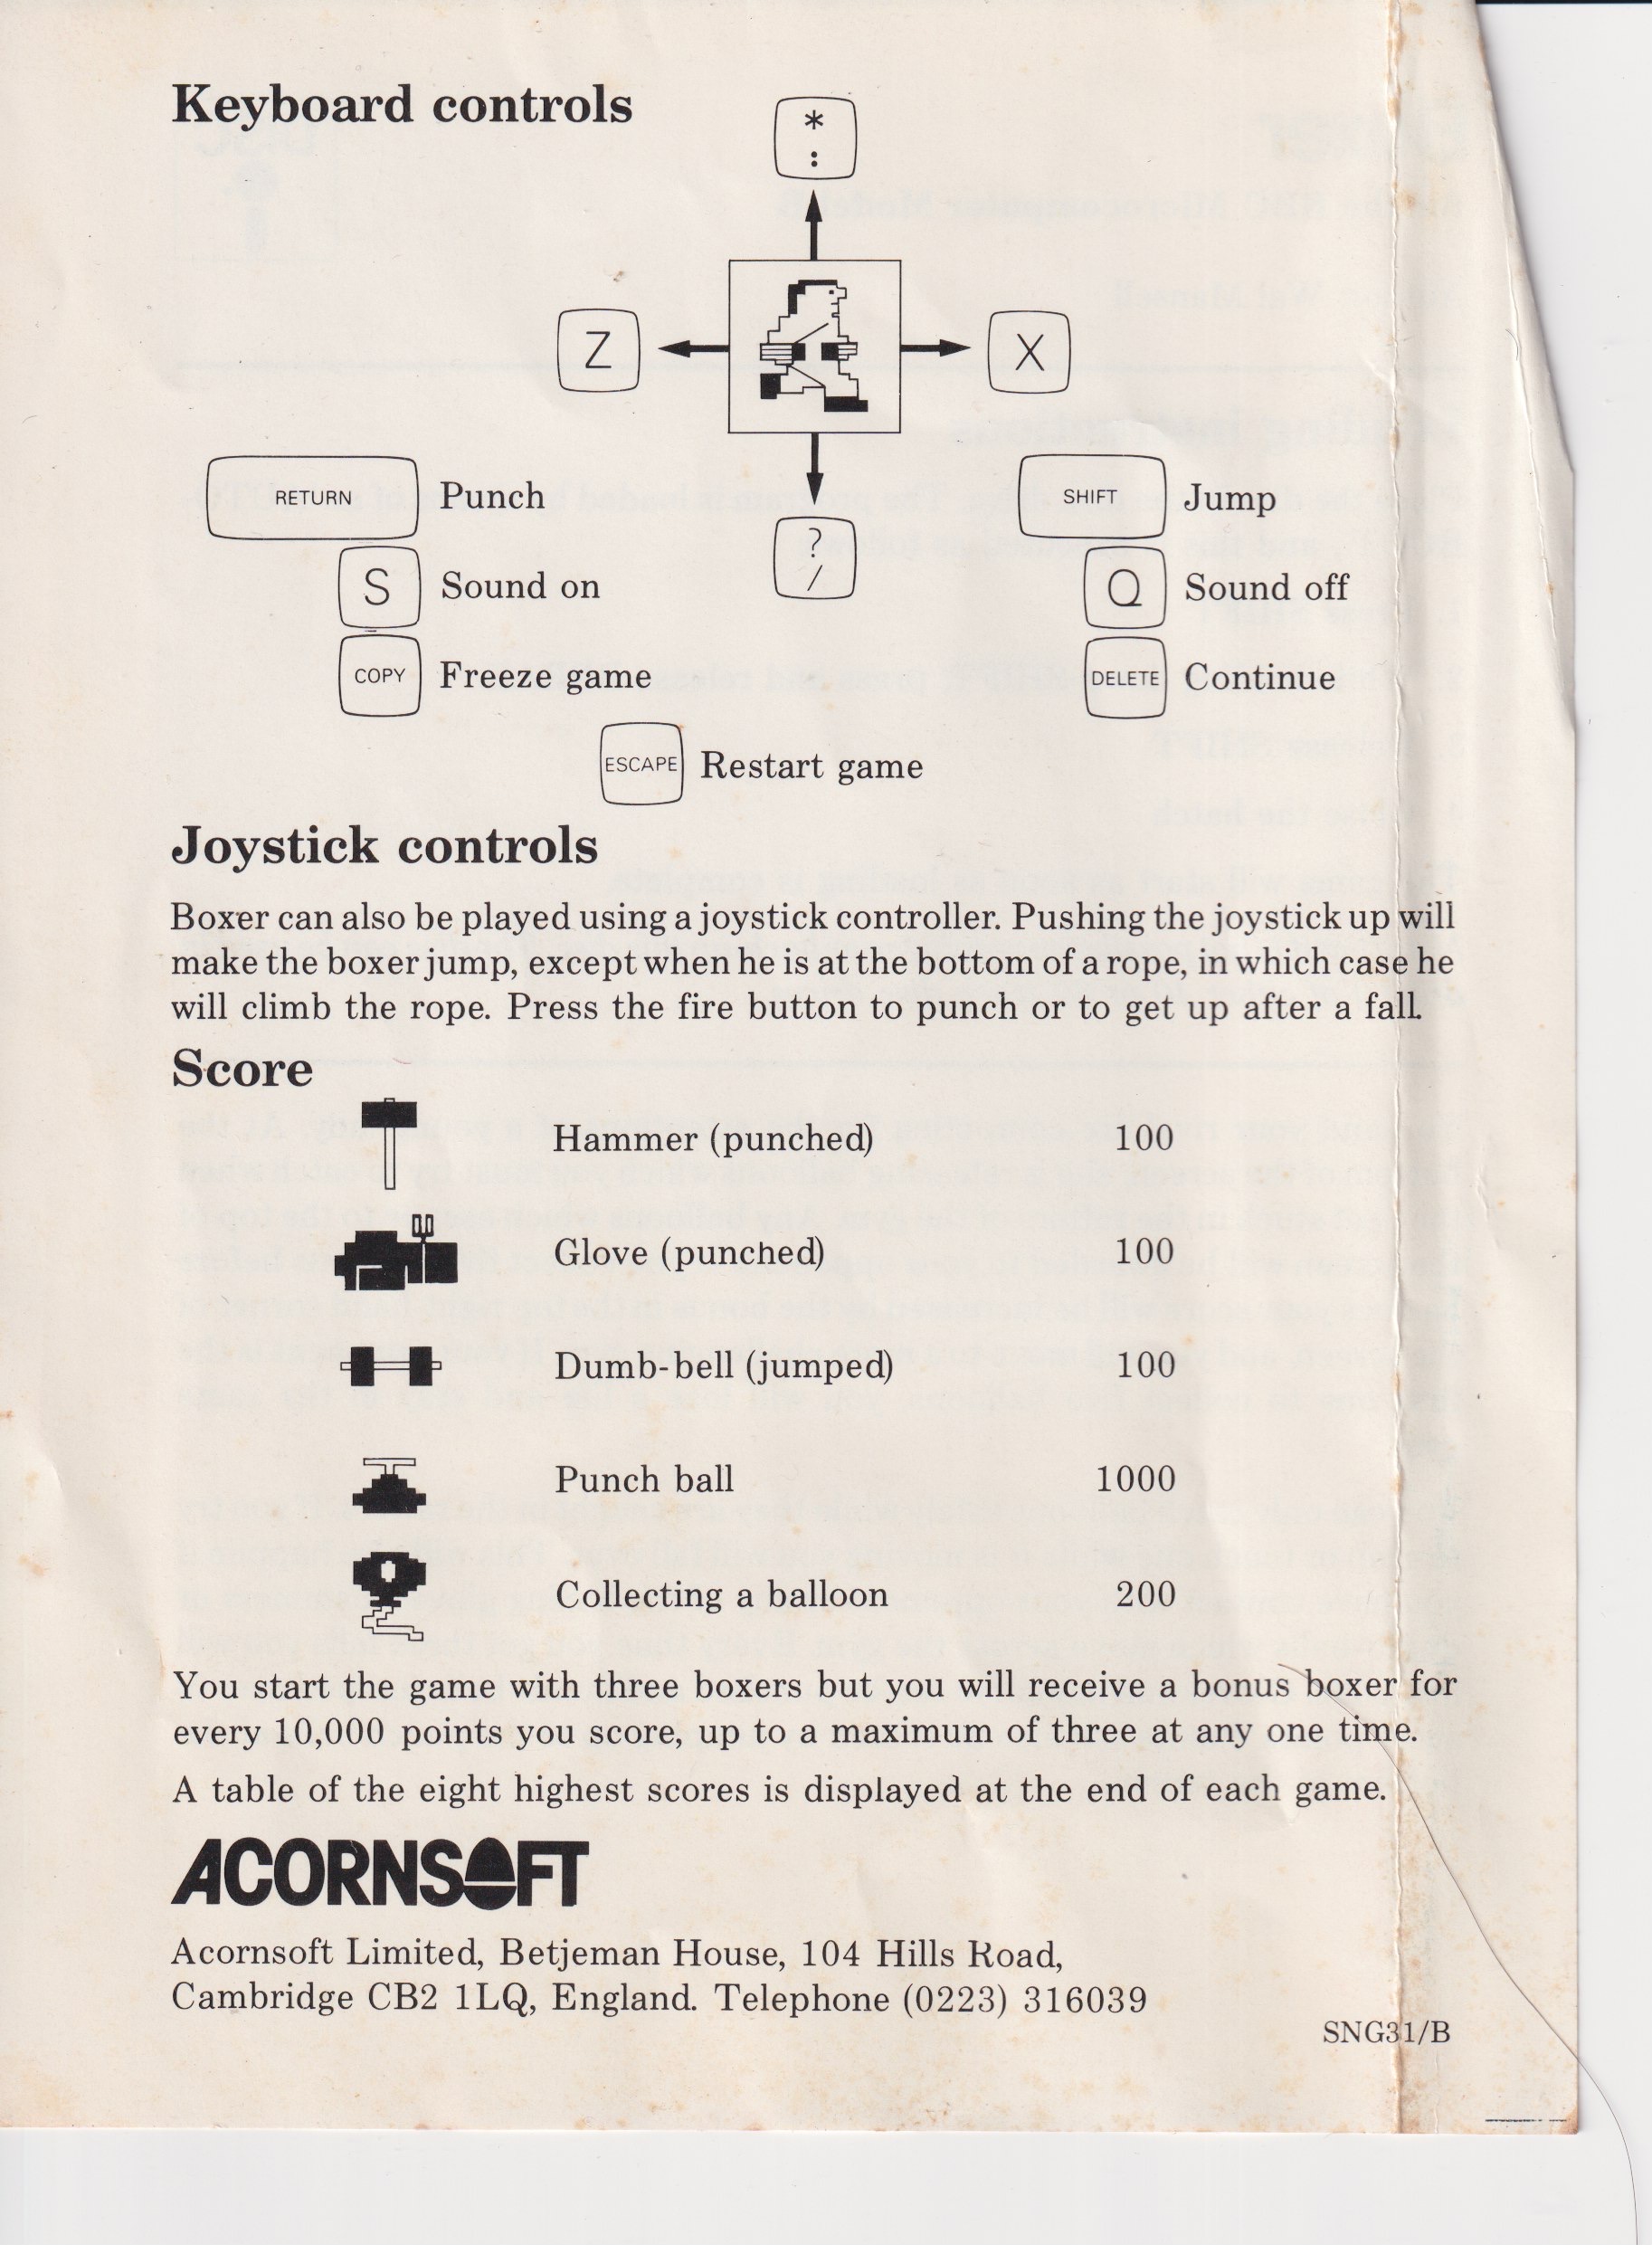 Keyboard controls
*
:
Z
X
RETURN Punch
SHIFT Jump
?
/
S Sound on
Q Sound off
COPY Freeze game
DELETE Continue
ESCAPE Restart game
Joystick controls
Boxer can also be played using a joystick controller. Pushing the joystick up will
make the boxer jump, except when he is at the bottom of a rope, in which case he
will climb the rope. Press the fire button to punch or to get up after a fall.
Score
Hammer (punched) 100
Glove (punched) 100
Dumb-bell (jumped) 100
Punch ball 1000
Collecting a balloon 200
You start the game with three boxers but you will receive a bonus boxer for
every 10,000 points you score, up to a maximum of three at any one time.
A table of the eight highest scores is displayed at the end of each game.
ACORNSOFT
Acornsoft Limited, Betjeman House, 104 Hills Road,
Cambridge CB2 1LQ, England. Telephone (0223) 316039
SNG31/B